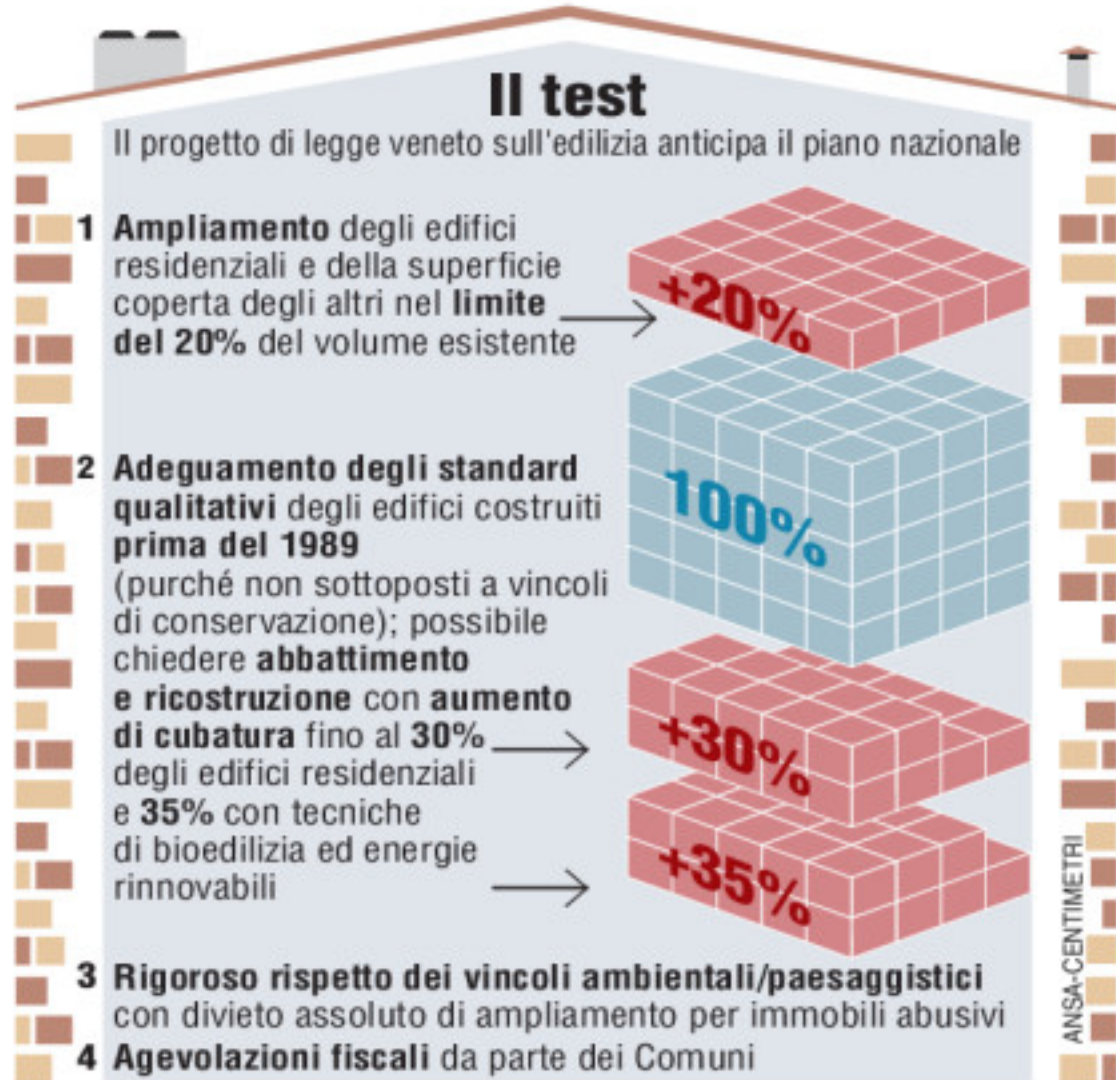 Il test
Il progetto di legge veneto sull'edilizia anticipa il piano nazionale
1 Ampliamento degli edifici
residenziali e della superficie
coperta degli altri nel limite
del 20% del volume esistente
+20%
100%
2 Adeguamento degli standard
qualitativi degli edifici costruiti
prima del 1989
(purché non sottoposti a vincoli
di conservazione); possibile
chiedere abbattimento
e ricostruzione con aumento
di cubatura fino al 30%
degli edifici residenziali
e 35% con tecniche
di bioedilizia ed energie
rinnovabili
+30%
+35%
3 Rigoroso rispetto dei vincoli ambientali/paesaggistici
con divieto assoluto di ampliamento per immobili abusivi
4 Agevolazioni fiscali da parte dei Comuni
ANSA-CENTIMETRI